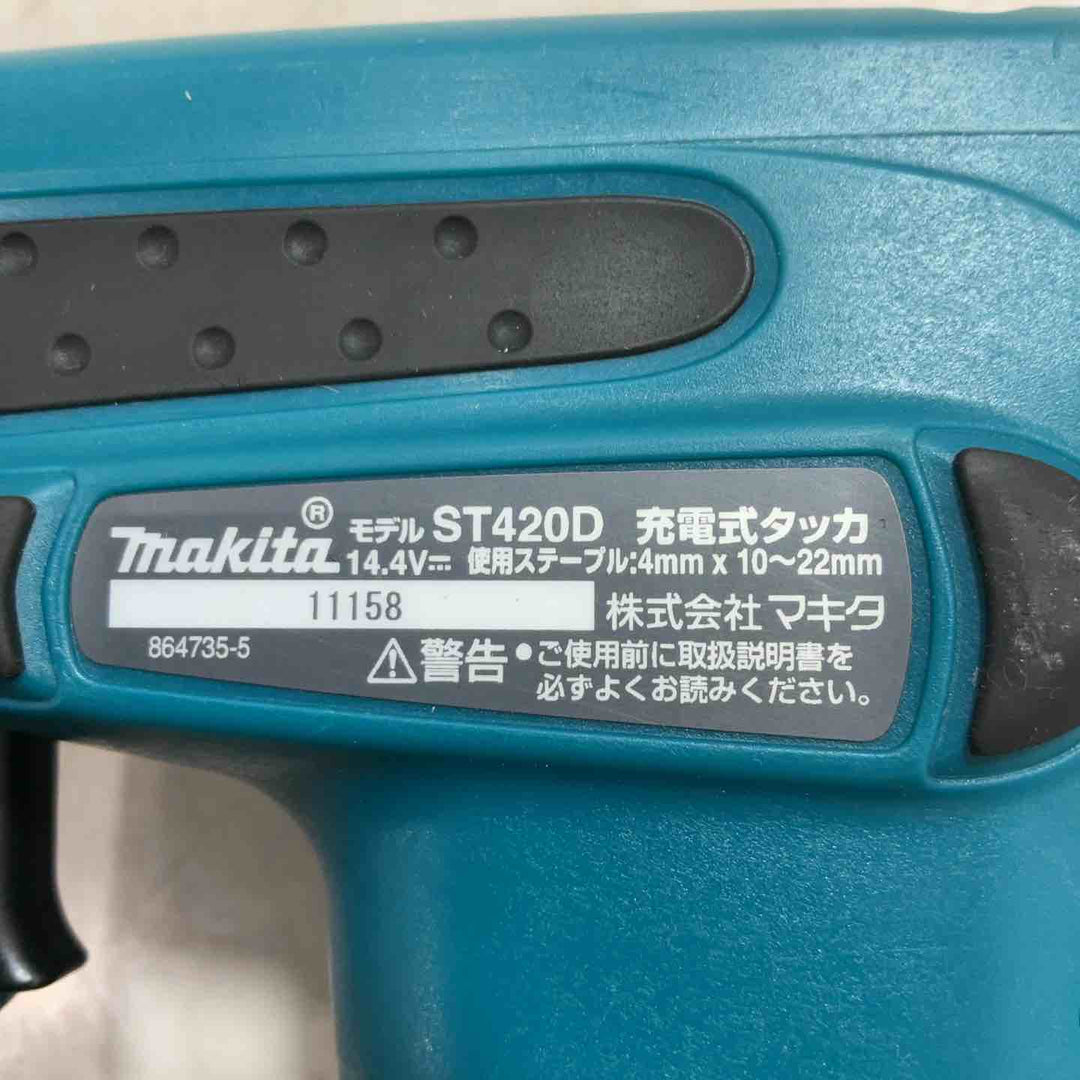 makita® モデル ST420D 充電式タッカ
14.4V⎓ 使用ステープル:4mm x 10～22mm
11158 株式会社 マキタ
864735-5
⚠警告 •ご使用前に取扱説明書を
必ずよくお読みください。